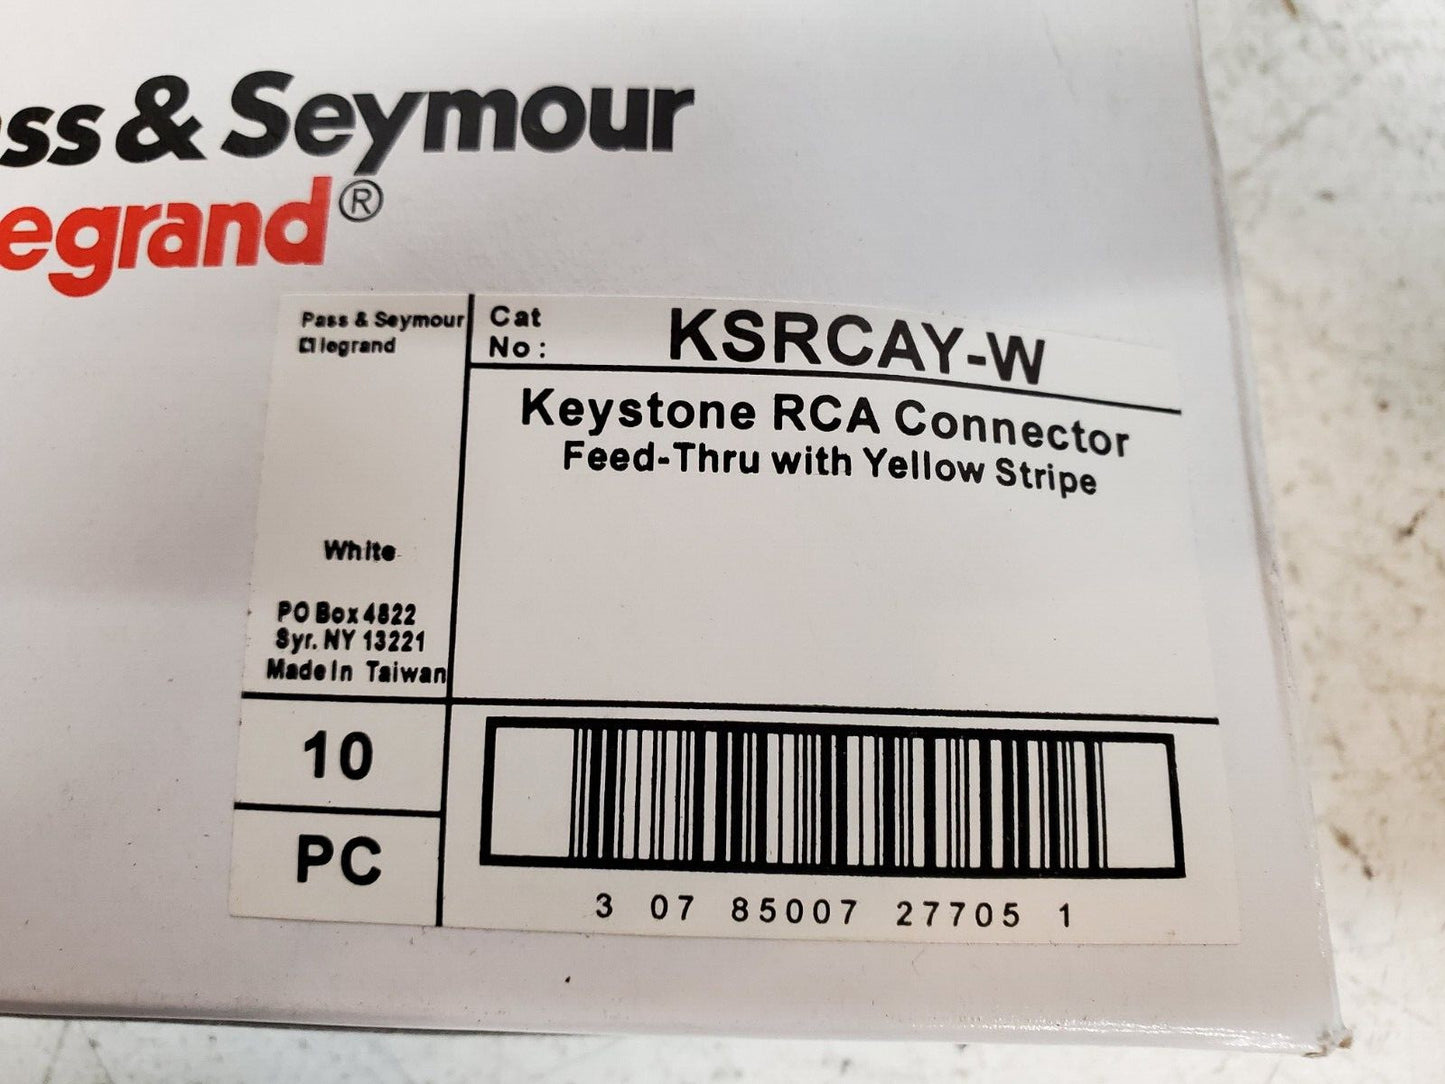 ass & Seymour
egrand®
Pass & Seymour
legrand
Cat
No:
KSRCAY-W
Keystone RCA Connector
Feed-Thru with Yellow Stripe
White
PO Box 4822
Syr. NY 13221
Made In Taiwan
10
PC
3 07 85007 27705 1